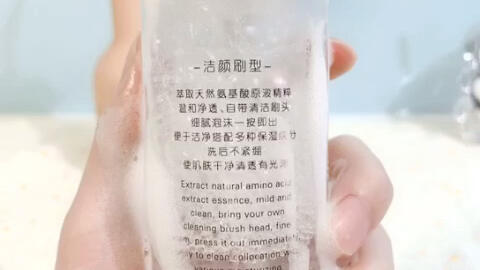 －洁颜刷型－
萃取天然氨基酸原液精粹
温和净透、自带清洁刷头
细腻泡沫一按即出
便于洁净搭配多种保湿成分
洗后不紧绷
使肌肤干净清透有光泽
Extract natural amino acid
extract essence, mild and
clean, bring your own
cleaning brush head, fine
press it out immediately
to clean collocation with